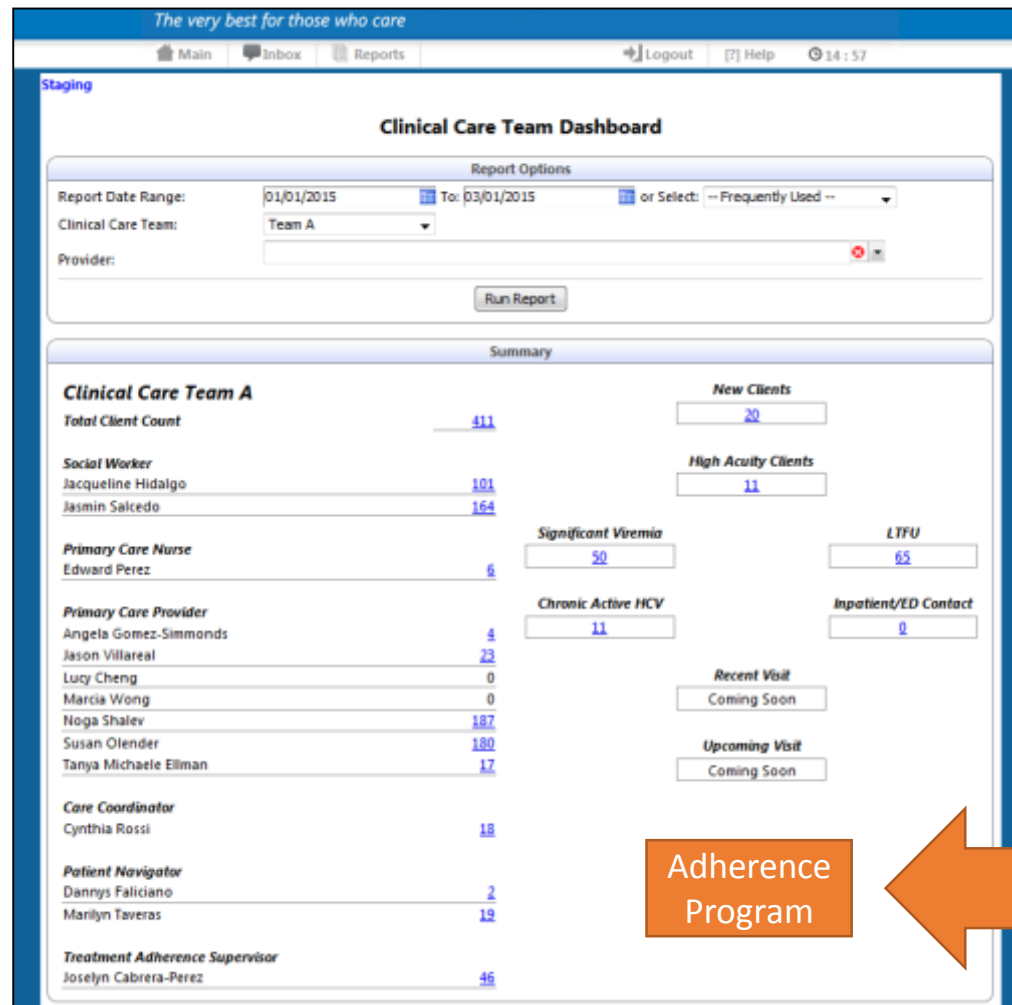 The very best for those who care
Main Inbox Reports Logout [?] Help 14:57
Staging
Clinical Care Team Dashboard
Report Options
Report Date Range: 01/01/2015 To: 03/01/2015 or Select: -- Frequently Used --
Clinical Care Team: Team A
Provider:
Run Report
Summary
Clinical Care Team A
Total Client Count 411
New Clients
20
Social Worker
Jacqueline Hidalgo 101
Jasmin Salcedo 164
High Acuity Clients
11
Primary Care Nurse
Edward Perez 6
Significant Viremia LTFU
50 65
Primary Care Provider
Angela Gomez-Simmonds 4
Jason Villareal 23
Lucy Cheng 0
Marcia Wong 0
Noga Shalev 187
Susan Olender 180
Tanya Michaele Ellman 17
Chronic Active HCV Inpatient/ED Contact
11 0
Recent Visit
Coming Soon
Upcoming Visit
Coming Soon
Care Coordinator
Cynthia Rossi 18
Patient Navigator
Dannys Faliciano 2
Marilyn Taveras 19
Treatment Adherence Supervisor
Joselyn Cabrera-Perez 46
Adherence
Program